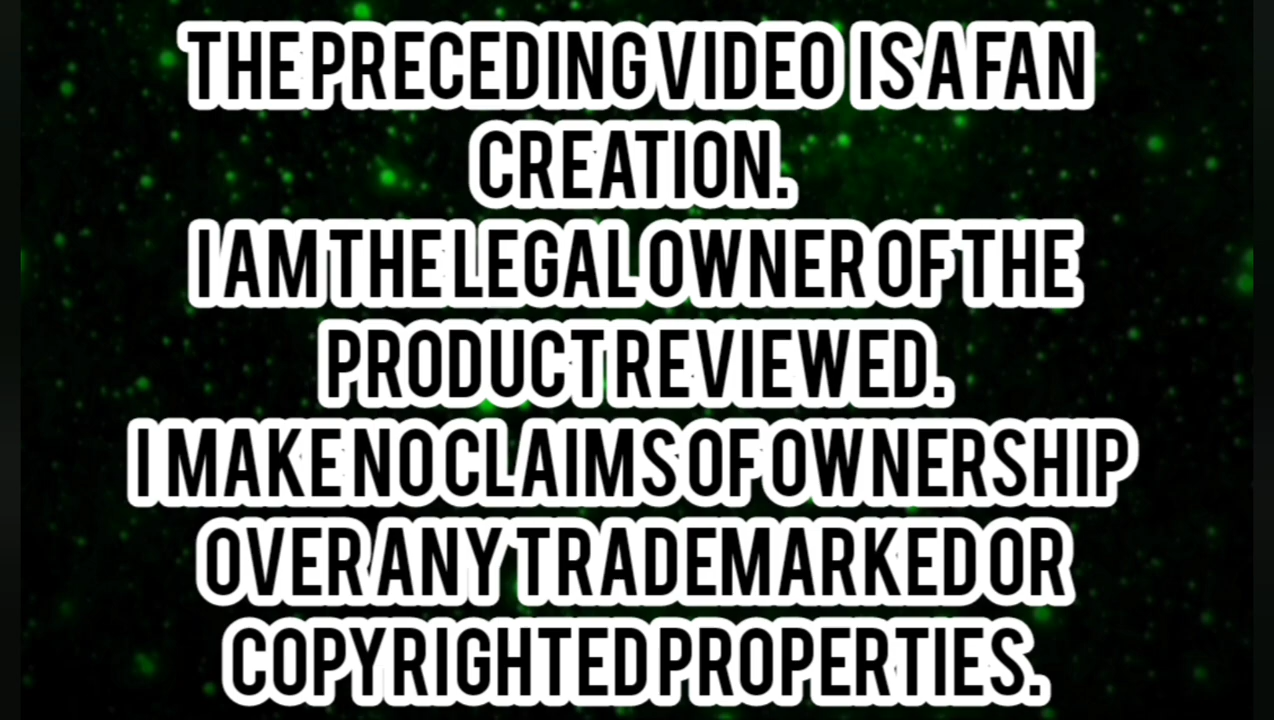 THE PRECEDING VIDEO IS A FAN
CREATION.
I AM THE LEGAL OWNER OF THE
PRODUCT REVIEWED.
I MAKE NO CLAIMS OF OWNERSHIP
OVER ANY TRADEMARKED OR
COPYRIGHTED PROPERTIES.